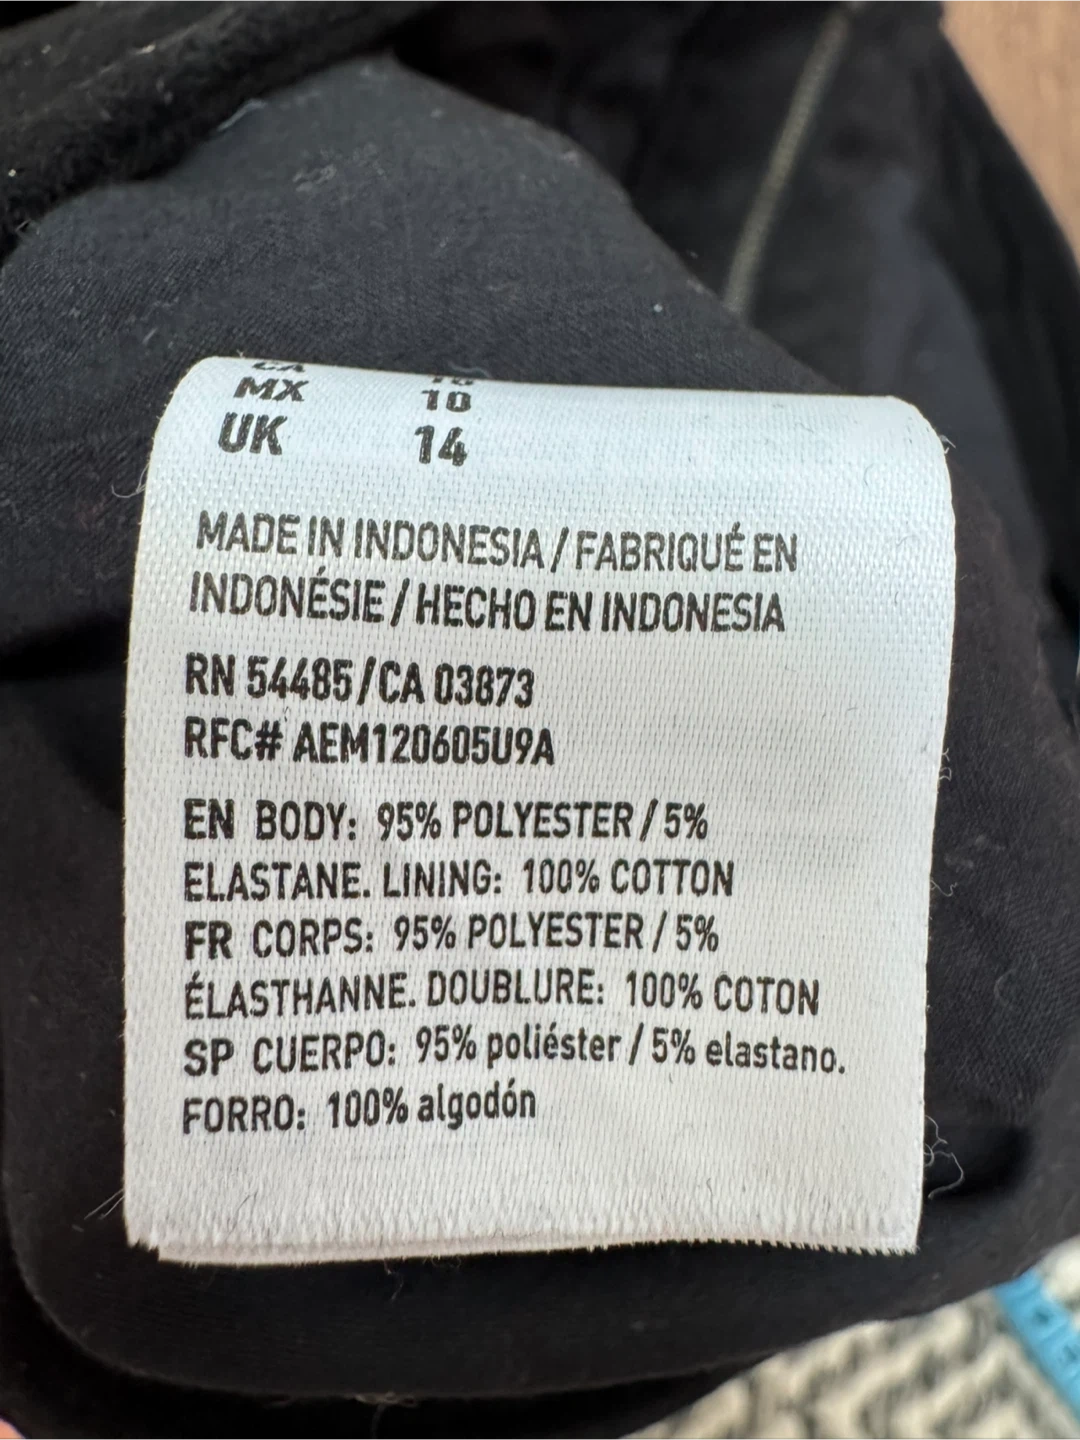 CA 10
MX 10
UK 14
MADE IN INDONESIA / FABRIQUÉ EN
INDONÉSIE / HECHO EN INDONESIA
RN 54485 / CA 03873
RFC# AEM120605U9A
EN BODY: 95% POLYESTER / 5%
ELASTANE. LINING: 100% COTTON
FR CORPS: 95% POLYESTER / 5%
ÉLASTHANNE. DOUBLURE: 100% COTON
SP CUERPO: 95% poliéster / 5% elastano.
FORRO: 100% algodón